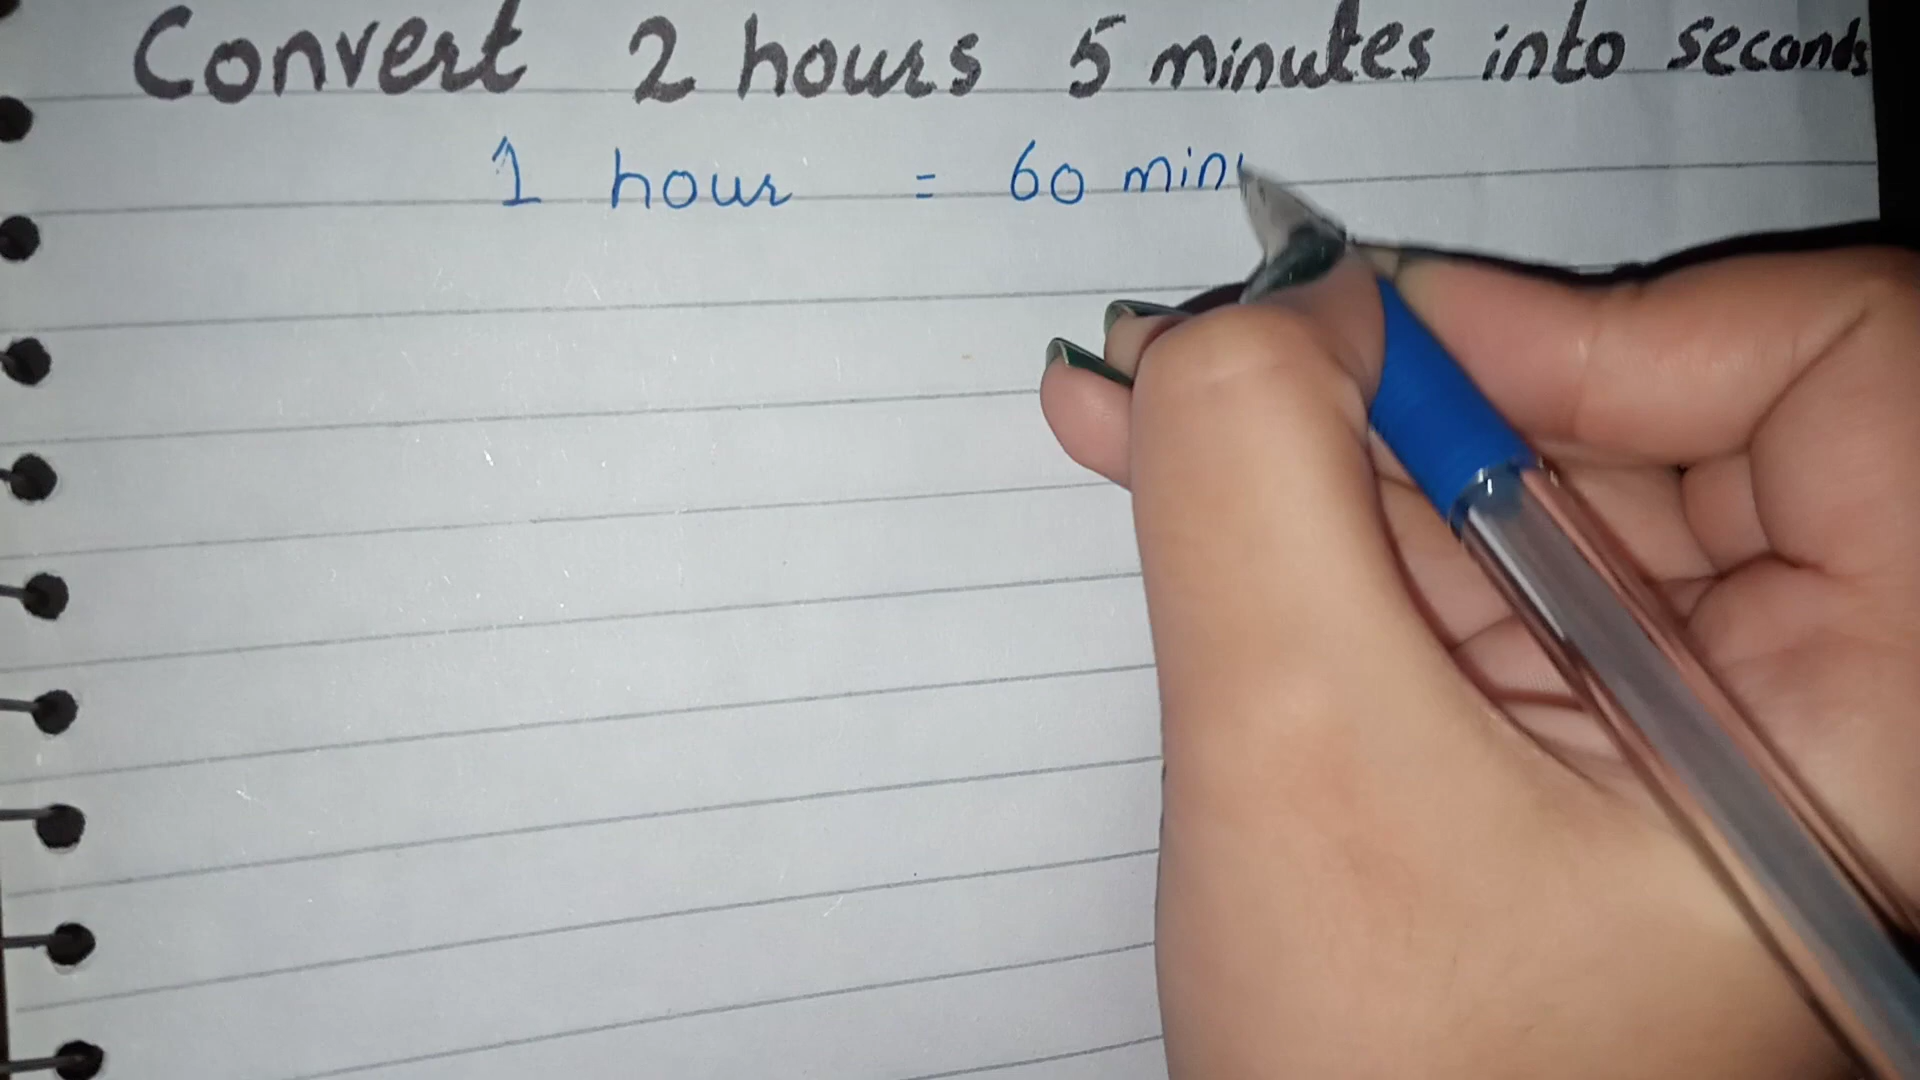 Convert 2 hours 5 minutes into seconds
1 hour = 60 min